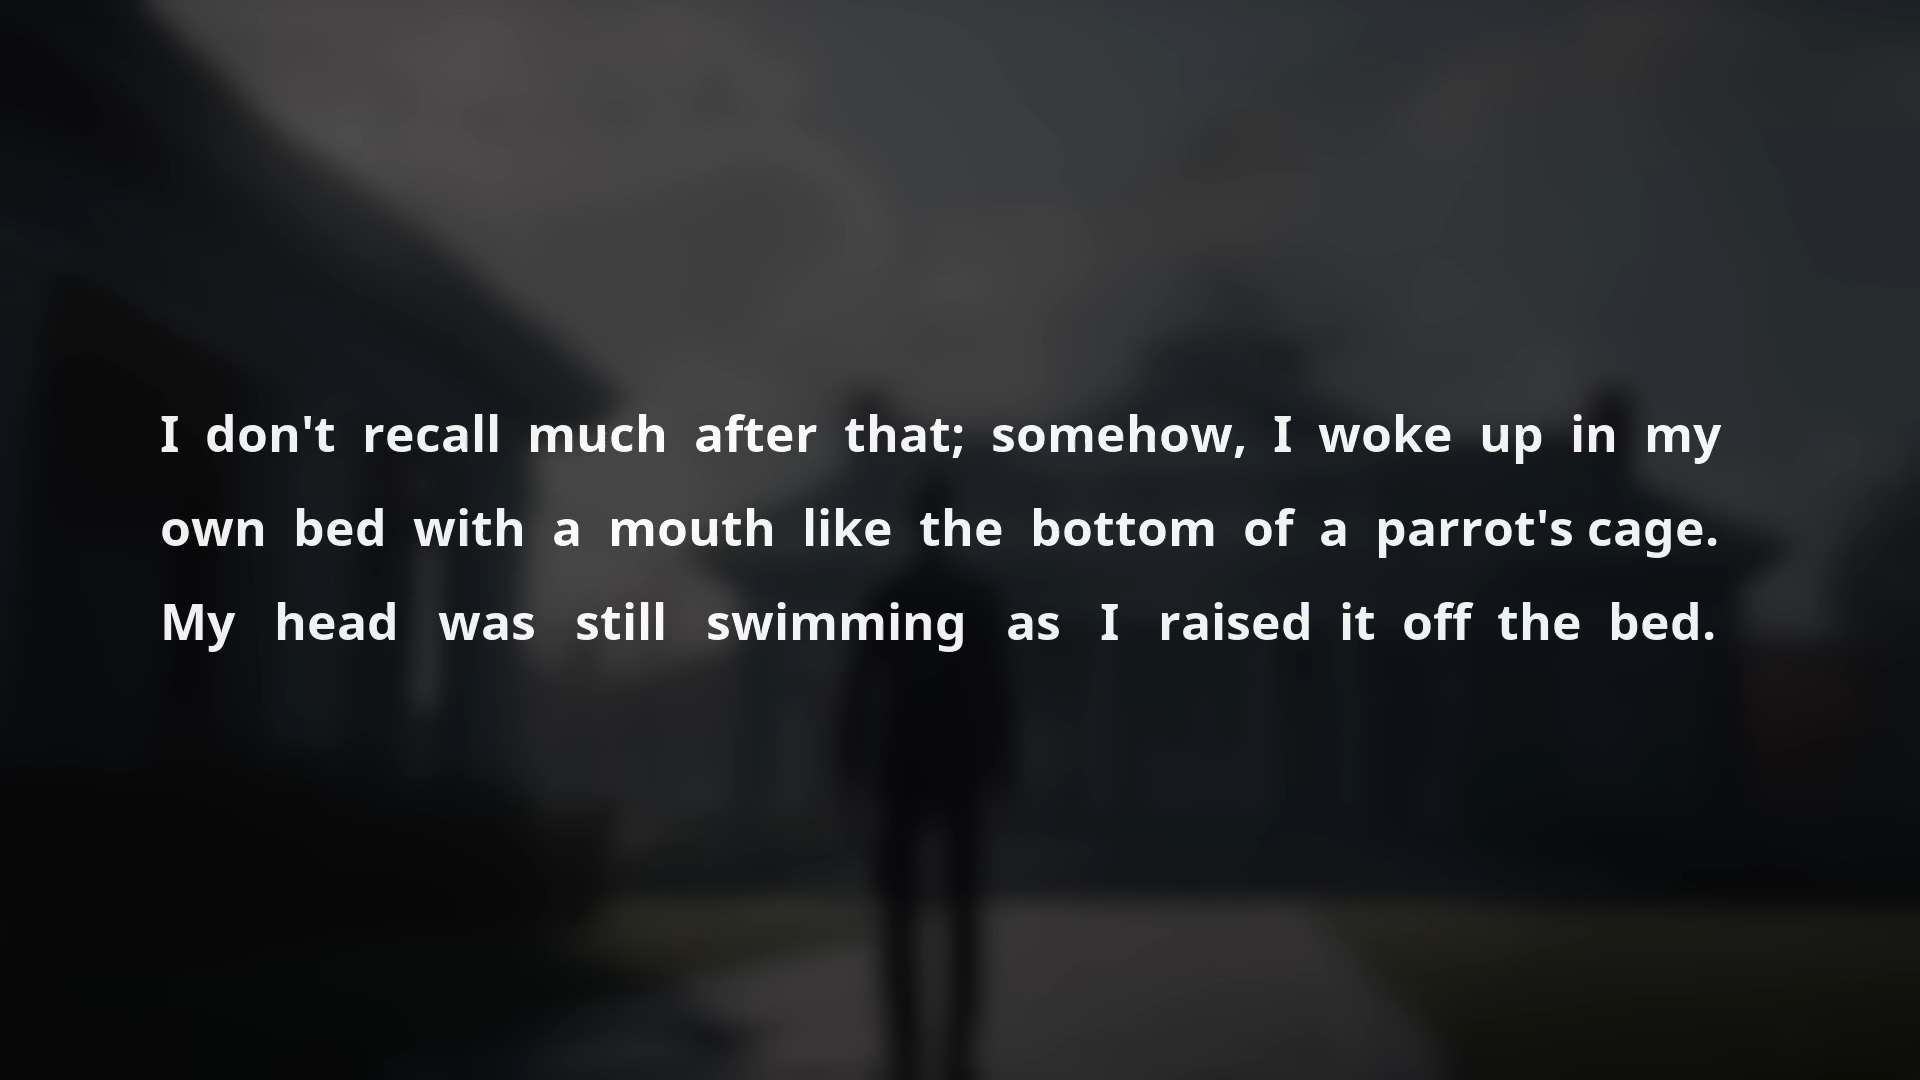 I don't recall much after that; somehow, I woke up in my
own bed with a mouth like the bottom of a parrot's cage.
My head was still swimming as I raised it off the bed.